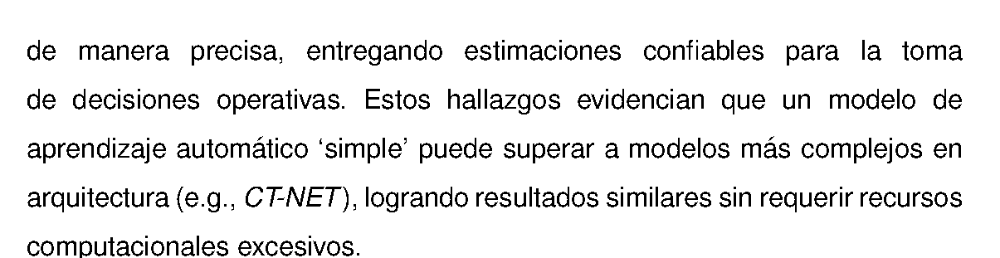 de manera precisa, entregando estimaciones confiables para la toma
de decisiones operativas. Estos hallazgos evidencian que un modelo de
aprendizaje automático ‘simple’ puede superar a modelos más complejos en
arquitectura (e.g., CT-NET), logrando resultados similares sin requerir recursos
computacionales excesivos.